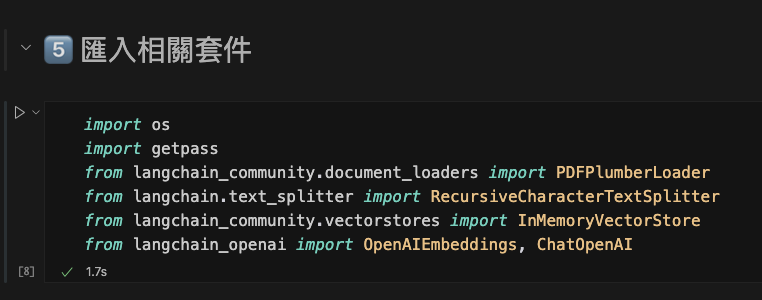 5 匯入相關套件
import os
import getpass
from langchain_community.document_loaders import PDFPlumberLoader
from langchain.text_splitter import RecursiveCharacterTextSplitter
from langchain_community.vectorstores import InMemoryVectorStore
from langchain_openai import OpenAIEmbeddings, ChatOpenAI
[8] ✓ 1.7s